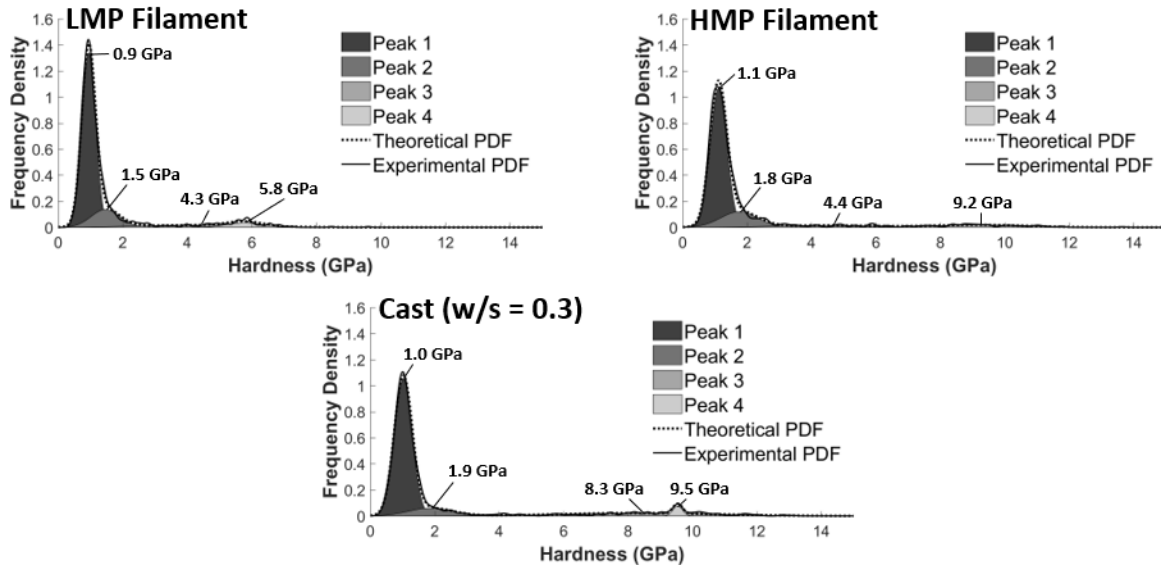 LMP Filament
1.6
1.4
1.2
1
0.8
0.6
0.4
0.2
0
Frequency Density
0.9 GPa
1.5 GPa
4.3 GPa
5.8 GPa
Peak 1
Peak 2
Peak 3
Peak 4
Theoretical PDF
Experimental PDF
0 2 4 6 8 10 12 14
Hardness (GPa)
HMP Filament
1.6
1.4
1.2
1
0.8
0.6
0.4
0.2
0
Frequency Density
1.1 GPa
1.8 GPa
4.4 GPa
9.2 GPa
Peak 1
Peak 2
Peak 3
Peak 4
Theoretical PDF
Experimental PDF
0 2 4 6 8 10 12 14
Hardness (GPa)
Cast (w/s = 0.3)
1.6
1.4
1.2
1
0.8
0.6
0.4
0.2
0
Frequency Density
1.0 GPa
1.9 GPa
8.3 GPa
9.5 GPa
Peak 1
Peak 2
Peak 3
Peak 4
Theoretical PDF
Experimental PDF
0 2 4 6 8 10 12 14
Hardness (GPa)